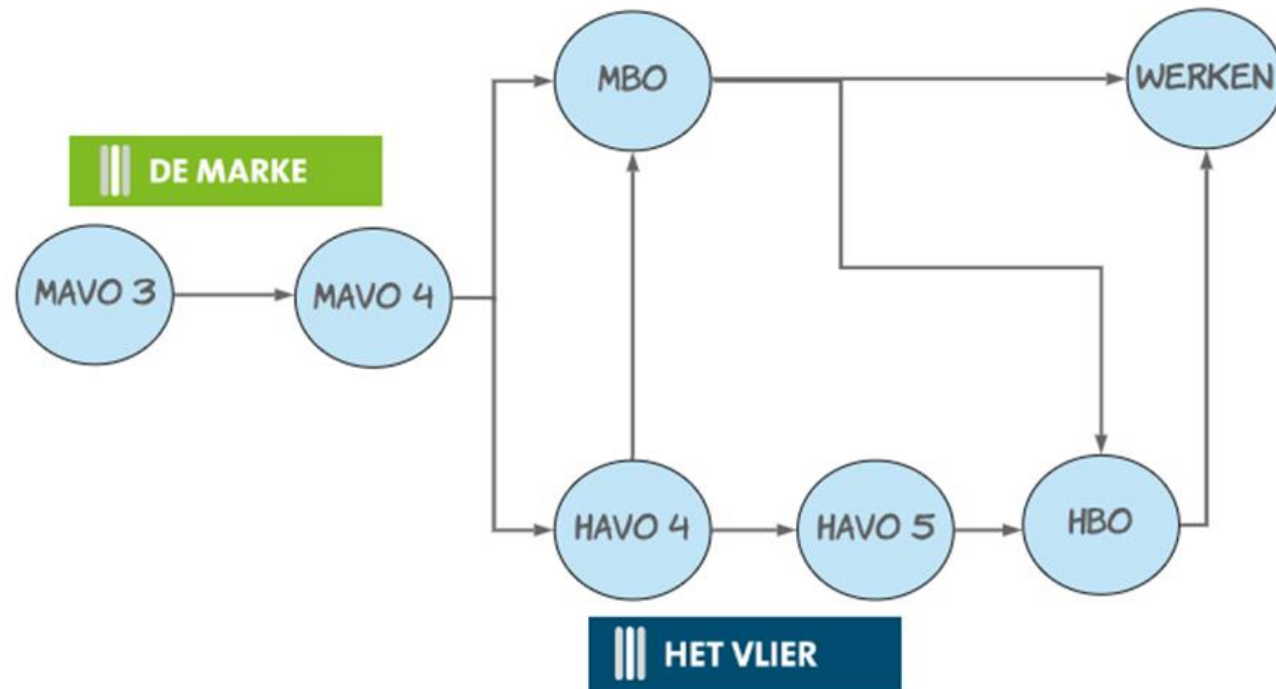 MBO
WERKEN
DE MARKE
MAVO 3
MAVO 4
HAVO 4
HAVO 5
HBO
HET VLIER